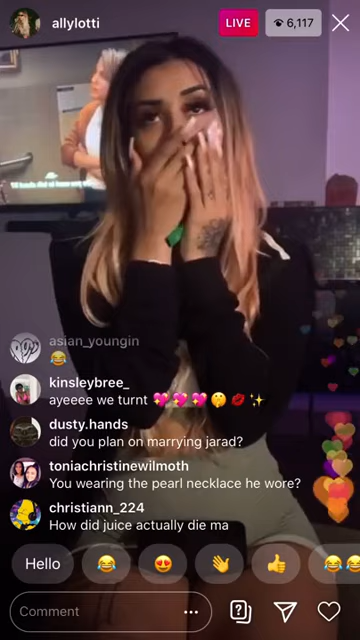 allylotti
LIVE
6,117
asian_youngin
😂
kinsleybree_
ayeeee we turnt 💘💘💘🤫💋✨
dusty.hands
did you plan on marrying jarad?
toniachristinewilmoth
You wearing the pearl necklace he wore?
christiann_224
How did juice actually die ma
Hello 😂 😍 👋 👍 😂😂
Comment